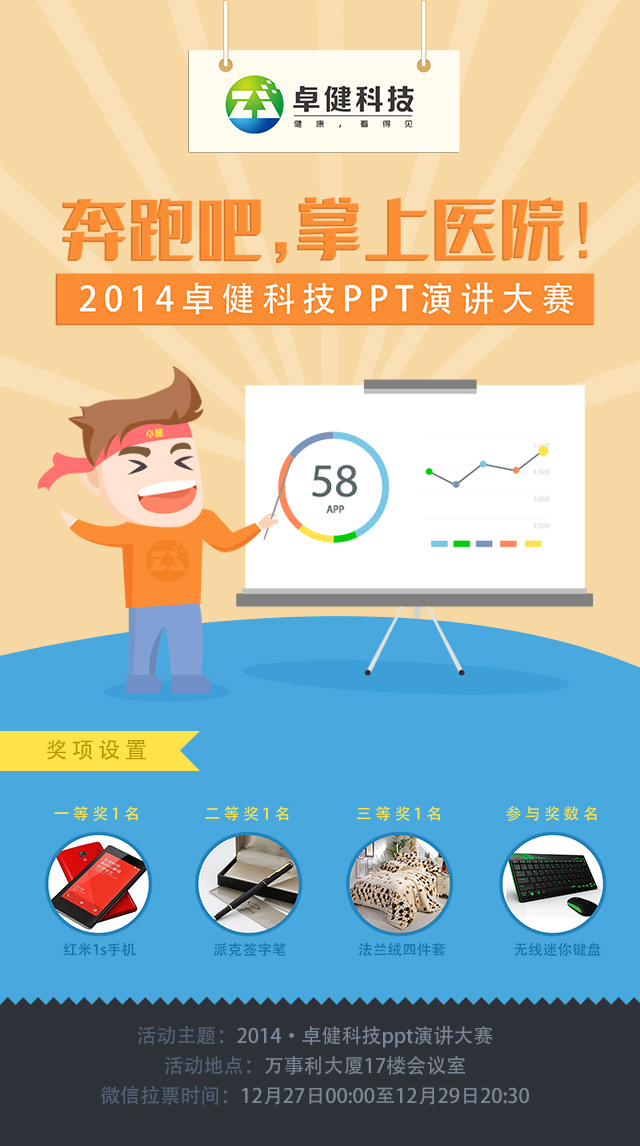 卓健科技
健康，看得见
奔跑吧，掌上医院！
2014卓健科技PPT演讲大赛
卓健
58
APP
4,500
3,500
2,500
奖项设置
一等奖1名
二等奖1名
三等奖1名
参与奖数名
红米1s手机
派克签字笔
法兰绒四件套
无线迷你键盘
活动主题：2014·卓健科技ppt演讲大赛
活动地点：万事利大厦17楼会议室
微信拉票时间：12月27日00:00至12月29日20:30